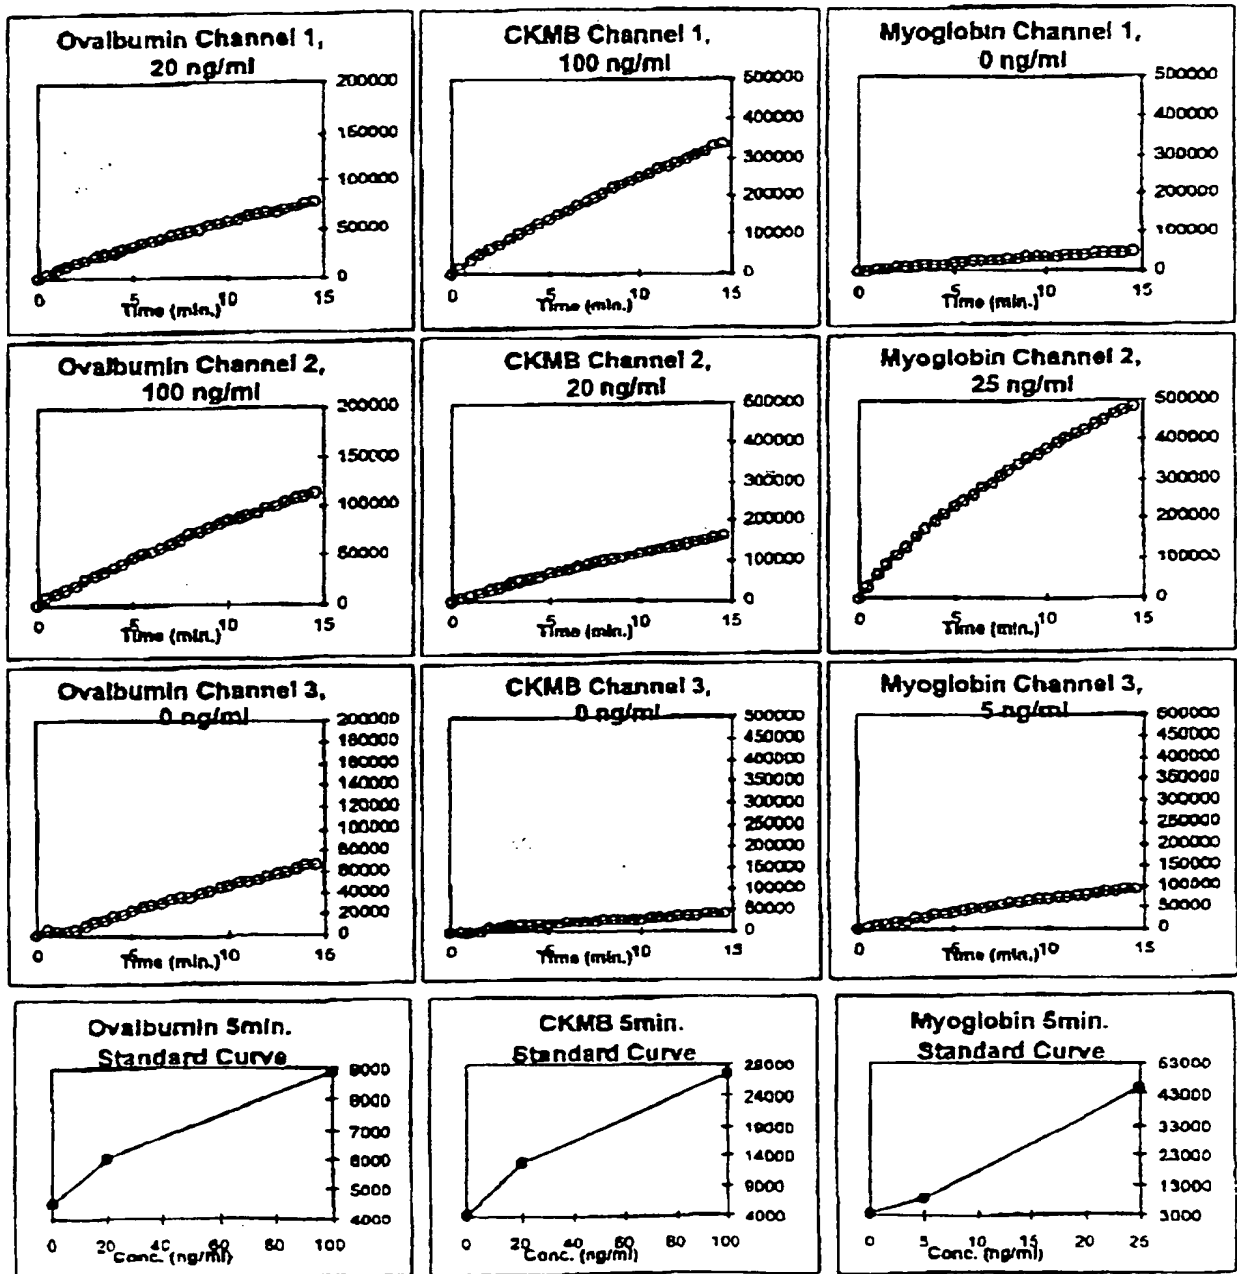 Ovalbumin Channel 1,
20 ng/ml
200000
150000
100000
50000
0
0 5 10 15
Time (min.)
CKMB Channel 1,
100 ng/ml
500000
400000
300000
200000
100000
0
0 5 10 15
Time (min.)
Myoglobin Channel 1,
0 ng/ml
500000
400000
300000
200000
100000
0
0 5 10 15
Time (min.)
Ovalbumin Channel 2,
100 ng/ml
200000
150000
100000
50000
0
0 5 10 15
Time (min.)
CKMB Channel 2,
20 ng/ml
500000
400000
300000
200000
100000
0
0 5 10 15
Time (min.)
Myoglobin Channel 2,
25 ng/ml
500000
400000
300000
200000
100000
0
0 5 10 15
Time (min.)
Ovalbumin Channel 3,
0 ng/ml
200000
180000
160000
140000
120000
100000
80000
60000
40000
20000
0
0 5 10 15
Time (min.)
CKMB Channel 3,
0 ng/ml
500000
450000
400000
350000
300000
250000
200000
150000
100000
50000
0
0 5 10 15
Time (min.)
Myoglobin Channel 3,
5 ng/ml
500000
450000
400000
350000
300000
250000
200000
150000
100000
50000
0
0 5 10 15
Time (min.)
Ovalbumin 5min.
Standard Curve
9000
8000
7000
6000
5000
4000
0 20 40 60 80 100
Conc. (ng/ml)
CKMB 5min.
Standard Curve
29000
24000
19000
14000
9000
4000
0 20 40 60 80 100
Conc. (ng/ml)
Myoglobin 5min.
Standard Curve
53000
43000
33000
23000
13000
3000
0 5 10 15 20 25
Conc. (ng/ml)